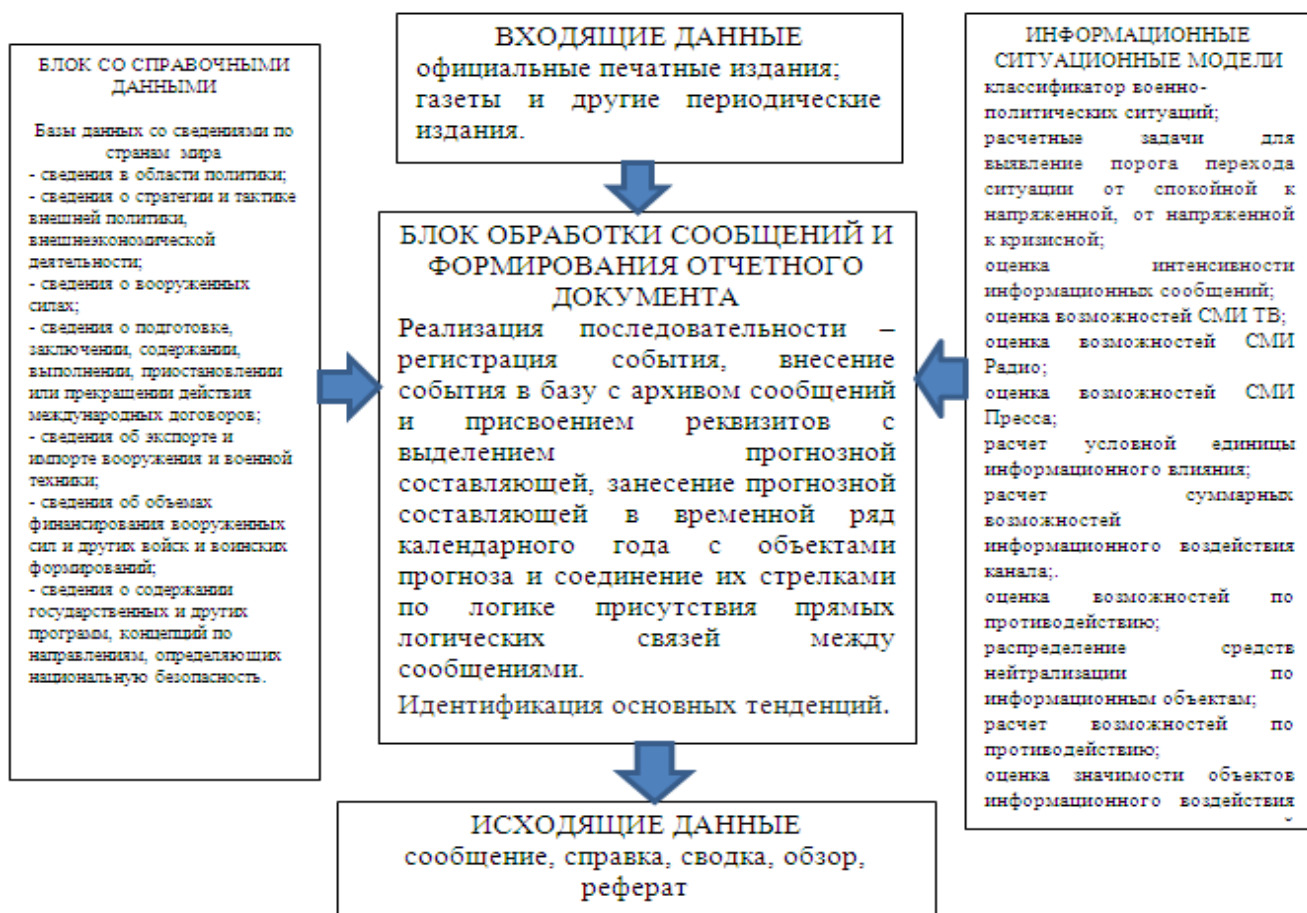 ВХОДЯЩИЕ ДАННЫЕ
официальные печатные издания;
газеты и другие периодические
издания.
БЛОК СО СПРАВОЧНЫМИ
ДАННЫМИ
Базы данных со сведениями по
странам мира
- сведения в области политики;
- сведения о стратегии и тактике
внешней политики,
внешнеэкономической
деятельности;
- сведения о вооруженных
силах;
- сведения о подготовке,
заключении, содержании,
выполнении, приостановлении
или прекращении действия
международных договоров;
- сведения об экспорте и
импорте вооружения и военной
техники;
- сведения об объемах
финансирования вооруженных
сил и других войск и воинских
формирований;
- сведения о содержании
государственных и других
программ, концепций по
направлениям, определяющих
национальную безопасность.
БЛОК ОБРАБОТКИ СООБЩЕНИЙ И
ФОРМИРОВАНИЯ ОТЧЕТНОГО
ДОКУМЕНТА
Реализация последовательности –
регистрация события, внесение
события в базу с архивом сообщений
и присвоением реквизитов с
выделением прогнозной
составляющей, занесение прогнозной
составляющей в временной ряд
календарного года с объектами
прогноза и соединение их стрелками
по логике присутствия прямых
логических связей между
сообщениями.
Идентификация основных тенденций.
ИНФОРМАЦИОННЫЕ
СИТУАЦИОННЫЕ МОДЕЛИ
классификатор военно-
политических ситуаций;
расчетные задачи для
выявление порога перехода
ситуации от спокойной к
напряженной, от напряженной
к кризисной;
оценка интенсивности
информационных сообщений;
оценка возможностей СМИ ТВ;
оценка возможностей СМИ
Радио;
оценка возможностей СМИ
Пресса;
расчет условной единицы
информационного влияния;
расчет суммарных
возможностей
информационного воздействия
канала;.
оценка возможностей по
противодействию;
распределение средств
нейтрализации по
информационным объектам;
расчет возможностей по
противодействию;
оценка значимости объектов
информационного воздействия
ИСХОДЯЩИЕ ДАННЫЕ
сообщение, справка, сводка, обзор,
реферат